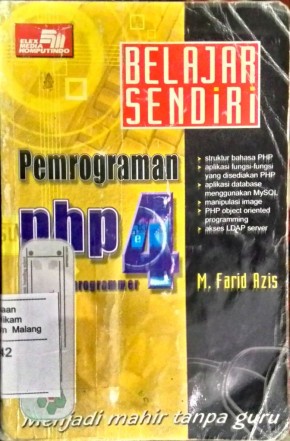 ELEX
MEDIA
KOMPUTINDO
BELAJAR
SENDIRI
Pemrograman
php 4
struktur bahasa PHP
aplikasi fungsi-fungsi
yang disediakan PHP
aplikasi database
menggunakan MySQL
manipulasi image
PHP object oriented
programming
akses LDAP server
programmer
M. Farid Azis
Malang
42
Menjadi mahir tanpa guru